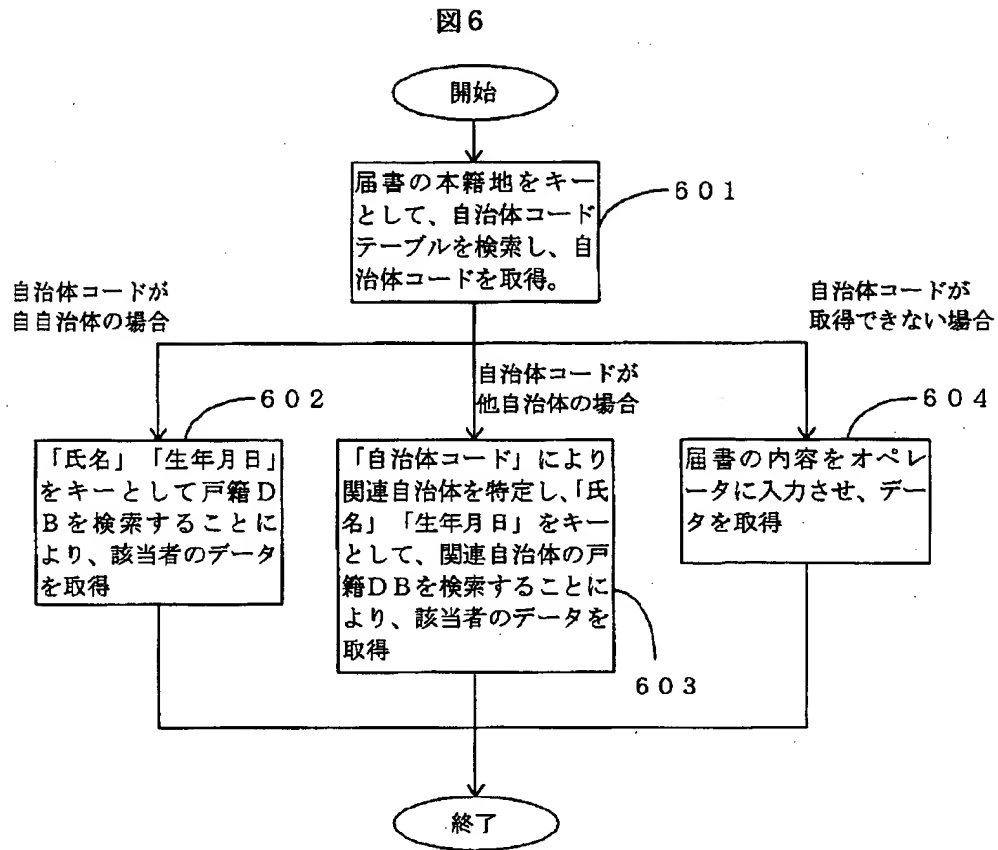 図6
開始
届書の本籍地をキー
として、自治体コード
テーブルを検索し、自
治体コードを取得。
601
自治体コードが
自自治体の場合
自治体コードが
他自治体の場合
自治体コードが
取得できない場合
602
「氏名」「生年月日」
をキーとして戸籍D
Bを検索することに
より、該当者のデータ
を取得
「自治体コード」により
関連自治体を特定し、「氏
名」「生年月日」をキー
として、関連自治体の戸
籍DBを検索することに
より、該当者のデータを
取得
603
604
届書の内容をオペレ
ータに入力させ、デー
タを取得
終了